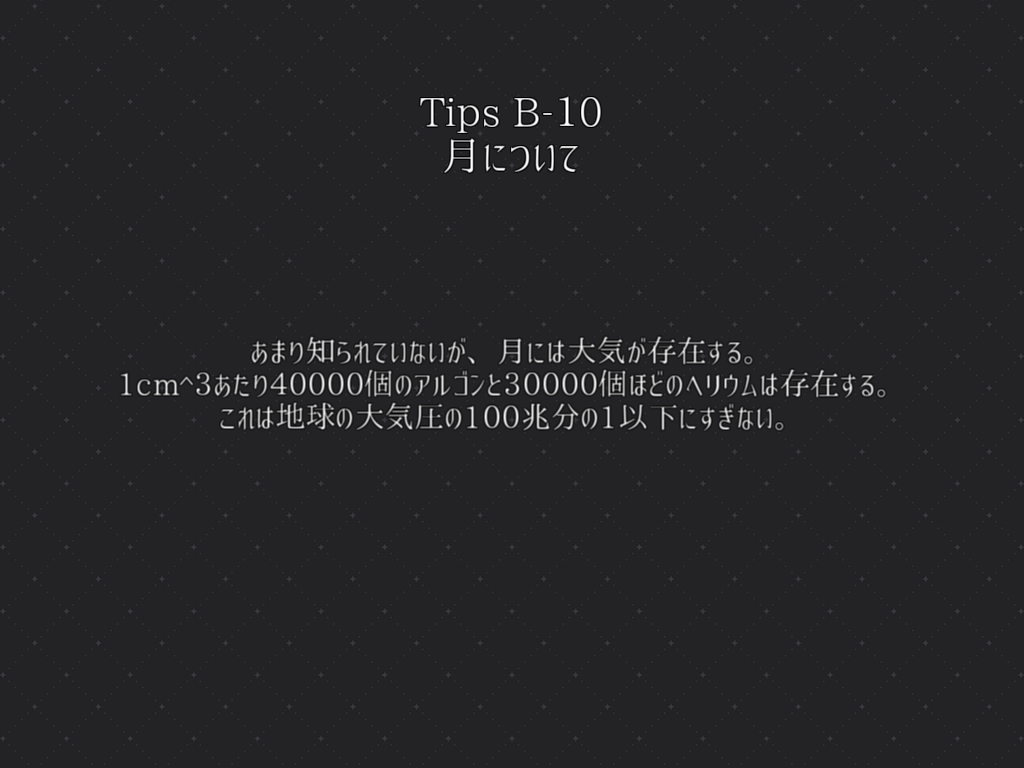 Tips B-10
月について
あまり知られていないが、月には大気が存在する。
1cm^3あたり40000個のアルゴンと30000個ほどのヘリウムは存在する。
これは地球の大気圧の100兆分の1以下にすぎない。